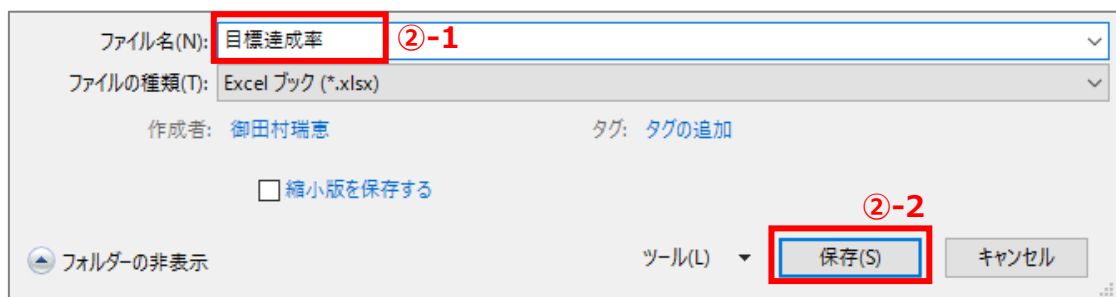 ファイル名(N): 目標達成率 ②-1
ファイルの種類(T): Excel ブック (*.xlsx)
作成者: 御田村瑞恵 タグ: タグの追加
縮小版を保存する
②-2
フォルダーの非表示 ツール(L) 保存(S) キャンセル